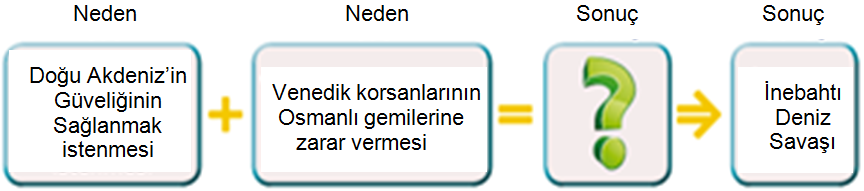 Neden
Neden
Sonuç
Sonuç
Doğu Akdeniz'in
Güveliğinin
Sağlanmak
istenmesi
+
Venedik korsanlarının
Osmanlı gemilerine
zarar vermesi
=
?
İnebahtı
Deniz
Savaşı